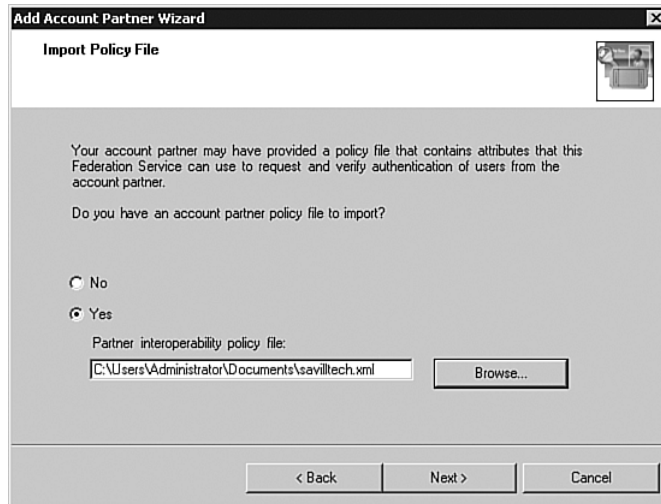 Add Account Partner Wizard
Import Policy File
Your account partner may have provided a policy file that contains attributes that this
Federation Service can use to request and verify authentication of users from the
account partner.
Do you have an account partner policy file to import?
No
Yes
Partner interoperability policy file:
C:\Users\Administrator\Documents\savilltech.xml
Browse...
< Back
Next >
Cancel